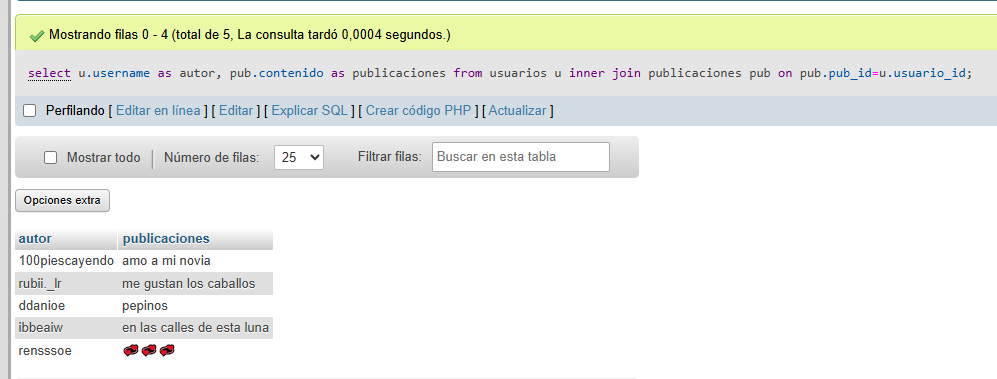 Mostrando filas 0 - 4 (total de 5, La consulta tardó 0,0004 segundos.)
select u.username as autor, pub.contenido as publicaciones from usuarios u inner join publicaciones pub on pub.pub_id=u.usuario_id;
Perfilando [ Editar en línea ] [ Editar ] [ Explicar SQL ] [ Crear código PHP ] [ Actualizar ]
Mostrar todo | Número de filas: 25 Filtrar filas: Buscar en esta tabla
Opciones extra
autor publicaciones
100piescayendo amo a mi novia
rubii._lr me gustan los caballos
ddanioe pepinos
ibbeaiw en las calles de esta luna
rensssoe